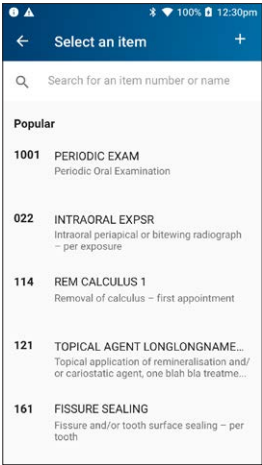 100% 12:30pm
Select an item
Search for an item number or name
Popular
1001 PERIODIC EXAM
Periodic Oral Examination
022 INTRAORAL EXPSR
Intraoral periapical or bitewing radiograph
– per exposure
114 REM CALCULUS 1
Removal of calculus – first appointment
121 TOPICAL AGENT LONGLONGNAME...
Topical application of remineralisation and/
or cariostatic agent, one blah bla treatme...
161 FISSURE SEALING
Fissure and/or tooth surface sealing – per
tooth